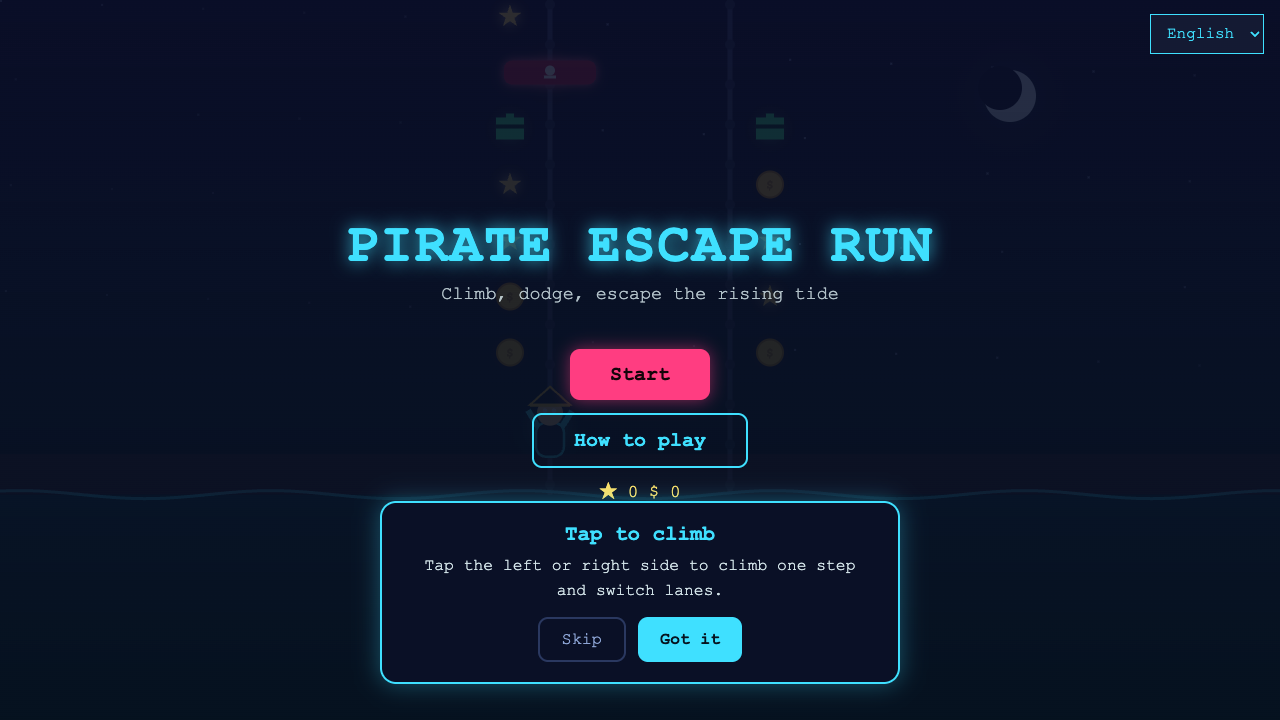 English
PIRATE ESCAPE RUN
Climb, dodge, escape the rising tide
Start
How to play
★ 0 $ 0
Tap to climb
Tap the left or right side to climb one step
and switch lanes.
Skip
Got it